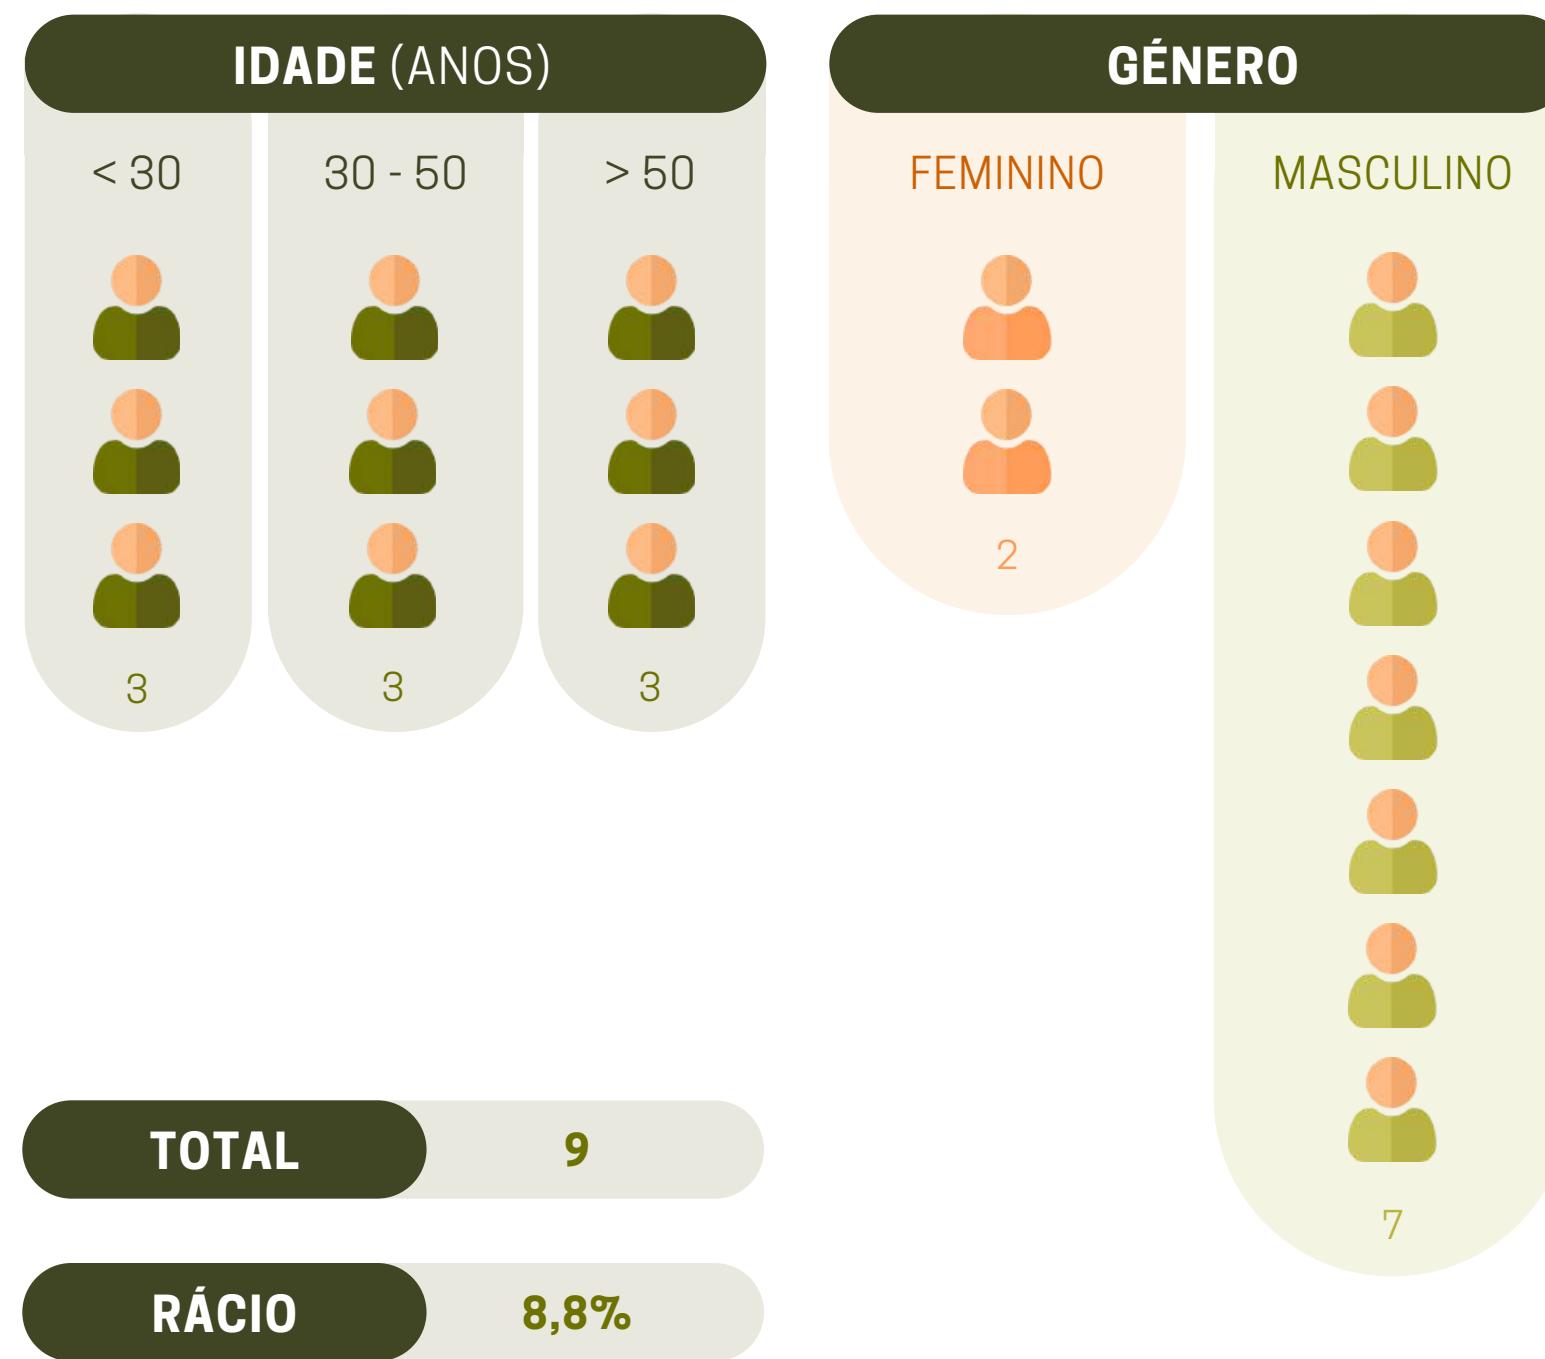 IDADE (ANOS)
< 30
30 - 50
> 50
3
3
3
GÉNERO
FEMININO
MASCULINO
2
7
TOTAL
9
RÁCIO
8,8%